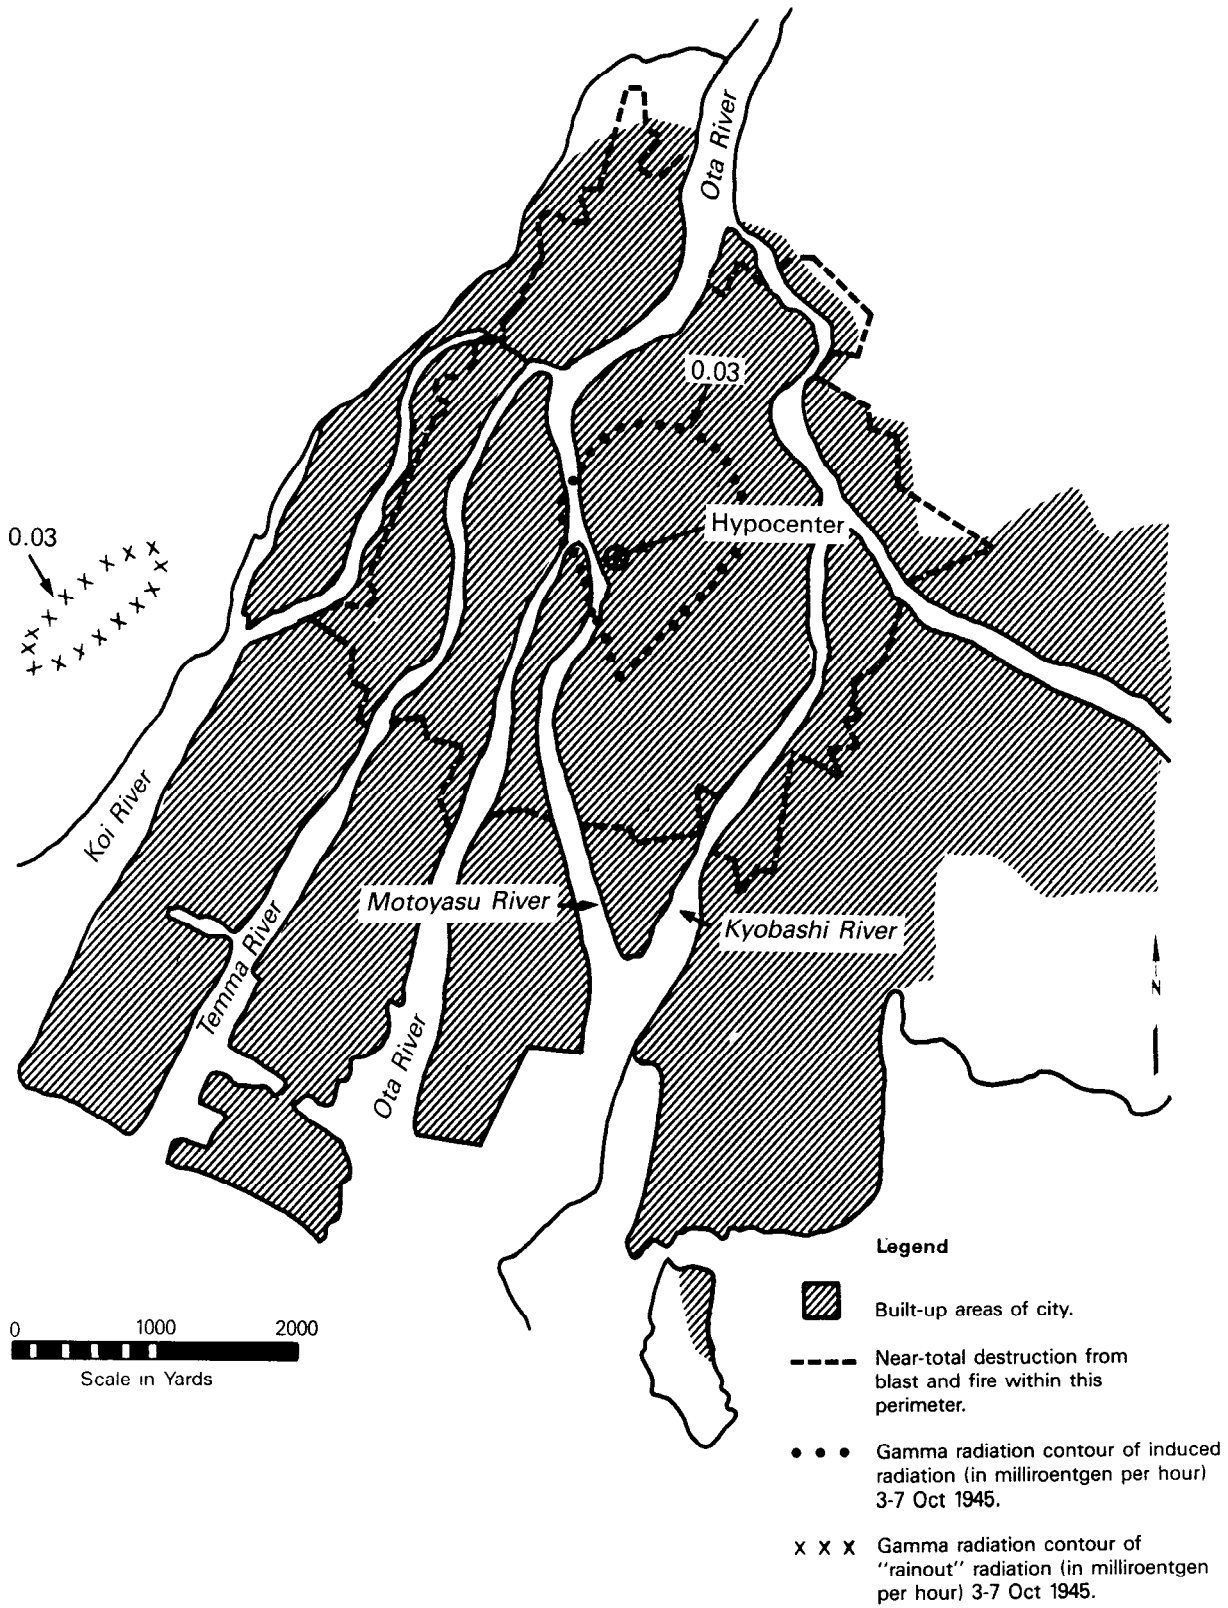 Ota River
0.03
Hypocenter
0.03
Koi River
Motoyasu River
Kyobashi River
Temma River
N
Ota River
Legend
Built-up areas of city.
0 1000 2000
Scale in Yards
Near-total destruction from
blast and fire within this
perimeter.
Gamma radiation contour of induced
radiation (in milliroentgen per hour)
3-7 Oct 1945.
x x x
Gamma radiation contour of
"rainout" radiation (in milliroentgen
per hour) 3-7 Oct 1945.